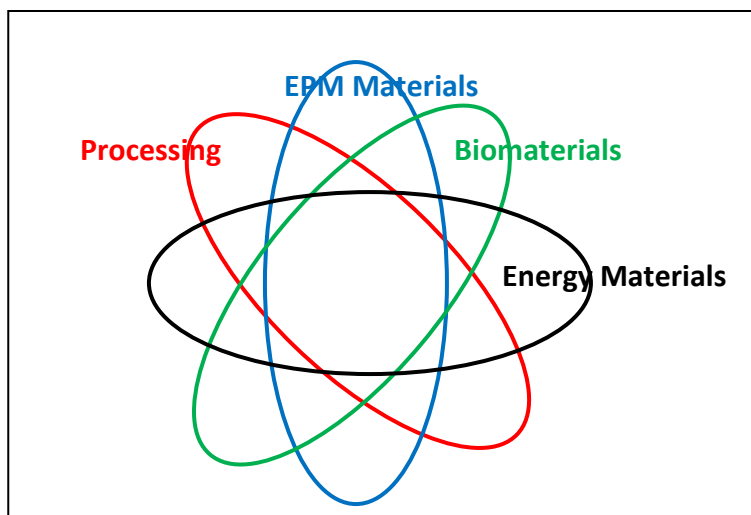 EPM Materials
Processing
Biomaterials
Energy Materials